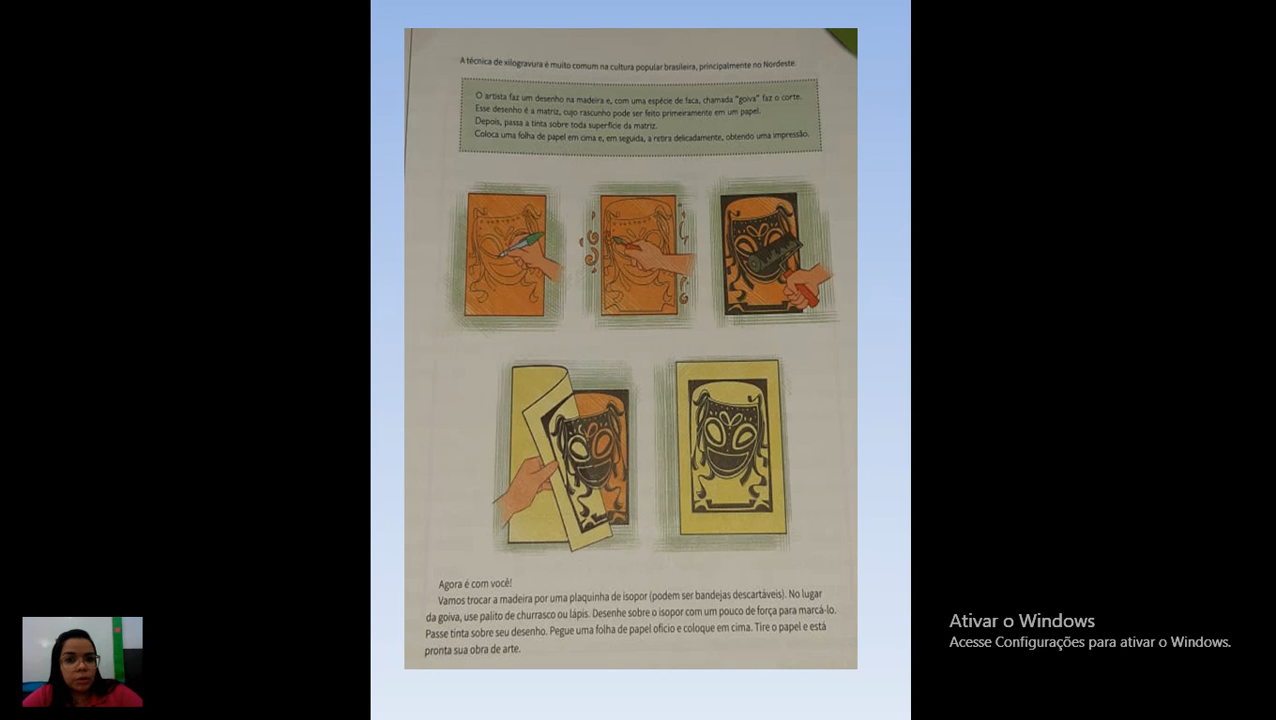 A técnica de xilogravura é muito comum na cultura popular brasileira, principalmente no Nordeste.
O artista faz um desenho na madeira e, com uma espécie de faca, chamada "goiva" faz o corte.
Esse desenho é a matriz, cujo rascunho pode ser feito primeiramente em um papel.
Depois, passa a tinta sobre toda superfície da matriz.
Coloca uma folha de papel em cima e, em seguida, a retira delicadamente, obtendo uma impressão.
Agora é com você!
Vamos trocar a madeira por uma plaquinha de isopor (podem ser bandejas descartáveis). No lugar
da goiva, use palito de churrasco ou lápis. Desenhe sobre o isopor com um pouco de força para marcá-lo.
Passe tinta sobre seu desenho. Pegue uma folha de papel ofício e coloque em cima. Tire o papel e está
pronta sua obra de arte.
Ativar o Windows
Acesse Configurações para ativar o Windows.